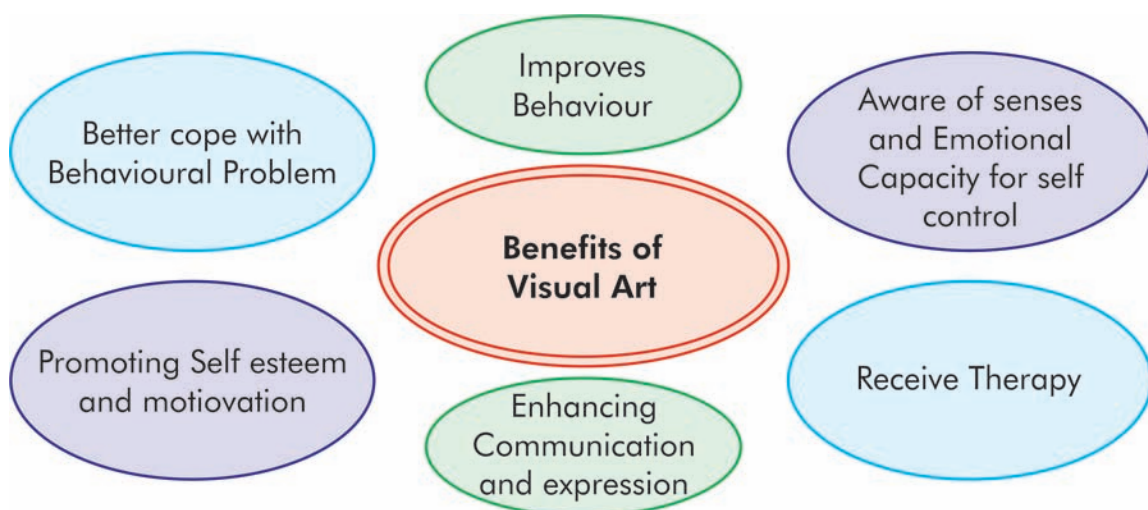 Improves
Behaviour
Better cope with
Behavioural Problem
Aware of senses
and Emotional
Capacity for self
control
Benefits of
Visual Art
Promoting Self esteem
and motiovation
Receive Therapy
Enhancing
Communication
and expression